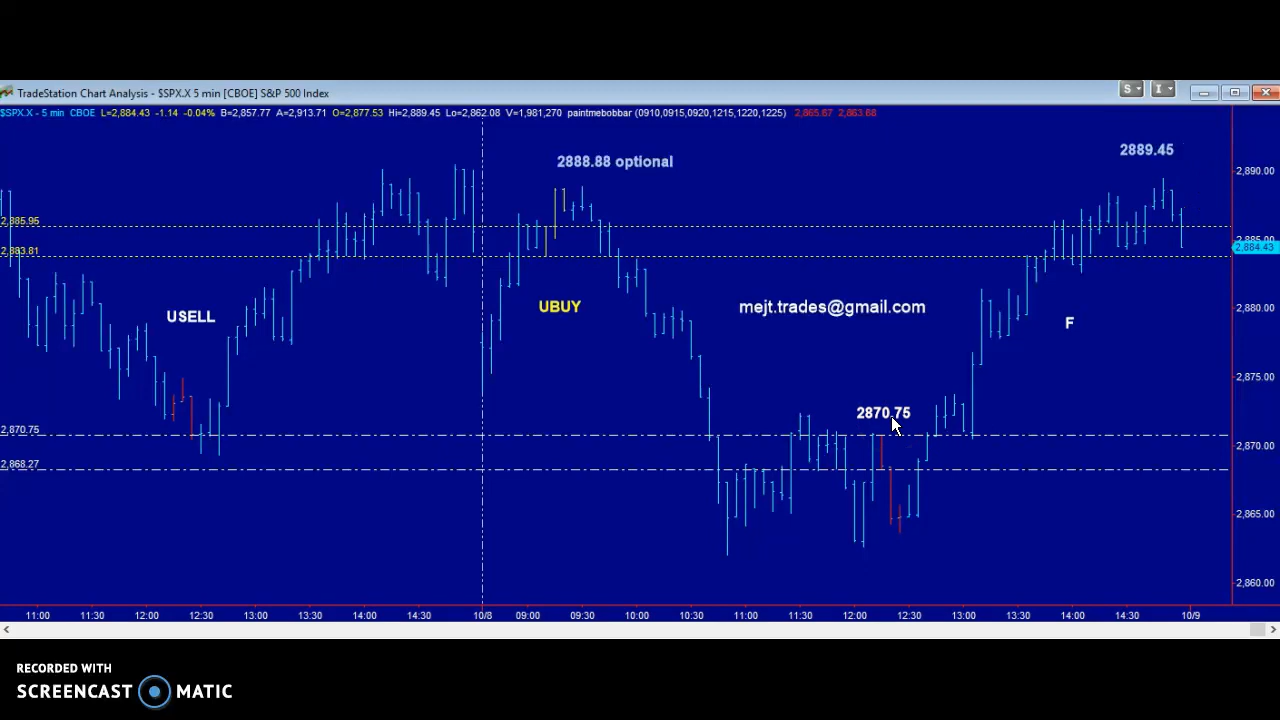 TradeStation Chart Analysis - $SPX.X 5 min [CBOE] S&P 500 Index
S I
$SPX.X - 5 min CBOE L=2,884.43 -1.14 -0.04% B=2,857.77 A=2,913.71 O=2,877.53 Hi=2,889.45 Lo=2,862.08 V=1,981,270 paintmebobbar (0910,0915,0920,1215,1220,1225) 2,865.67 2,863.68
2889.45
2888.88 optional
2,890.00
2,885.95
2,885.00
2,884.43
2,883.81
UBUY
mejt.trades@gmail.com
2,880.00
USELL
F
2,875.00
2870.75
2,870.75
2,870.00
2,868.27
2,865.00
2,860.00
11:00 11:30 12:00 12:30 13:00 13:30 14:00 14:30 10/8 09:00 09:30 10:00 10:30 11:00 11:30 12:00 12:30 13:00 13:30 14:00 14:30 10/9
RECORDED WITH
SCREENCAST MATIC